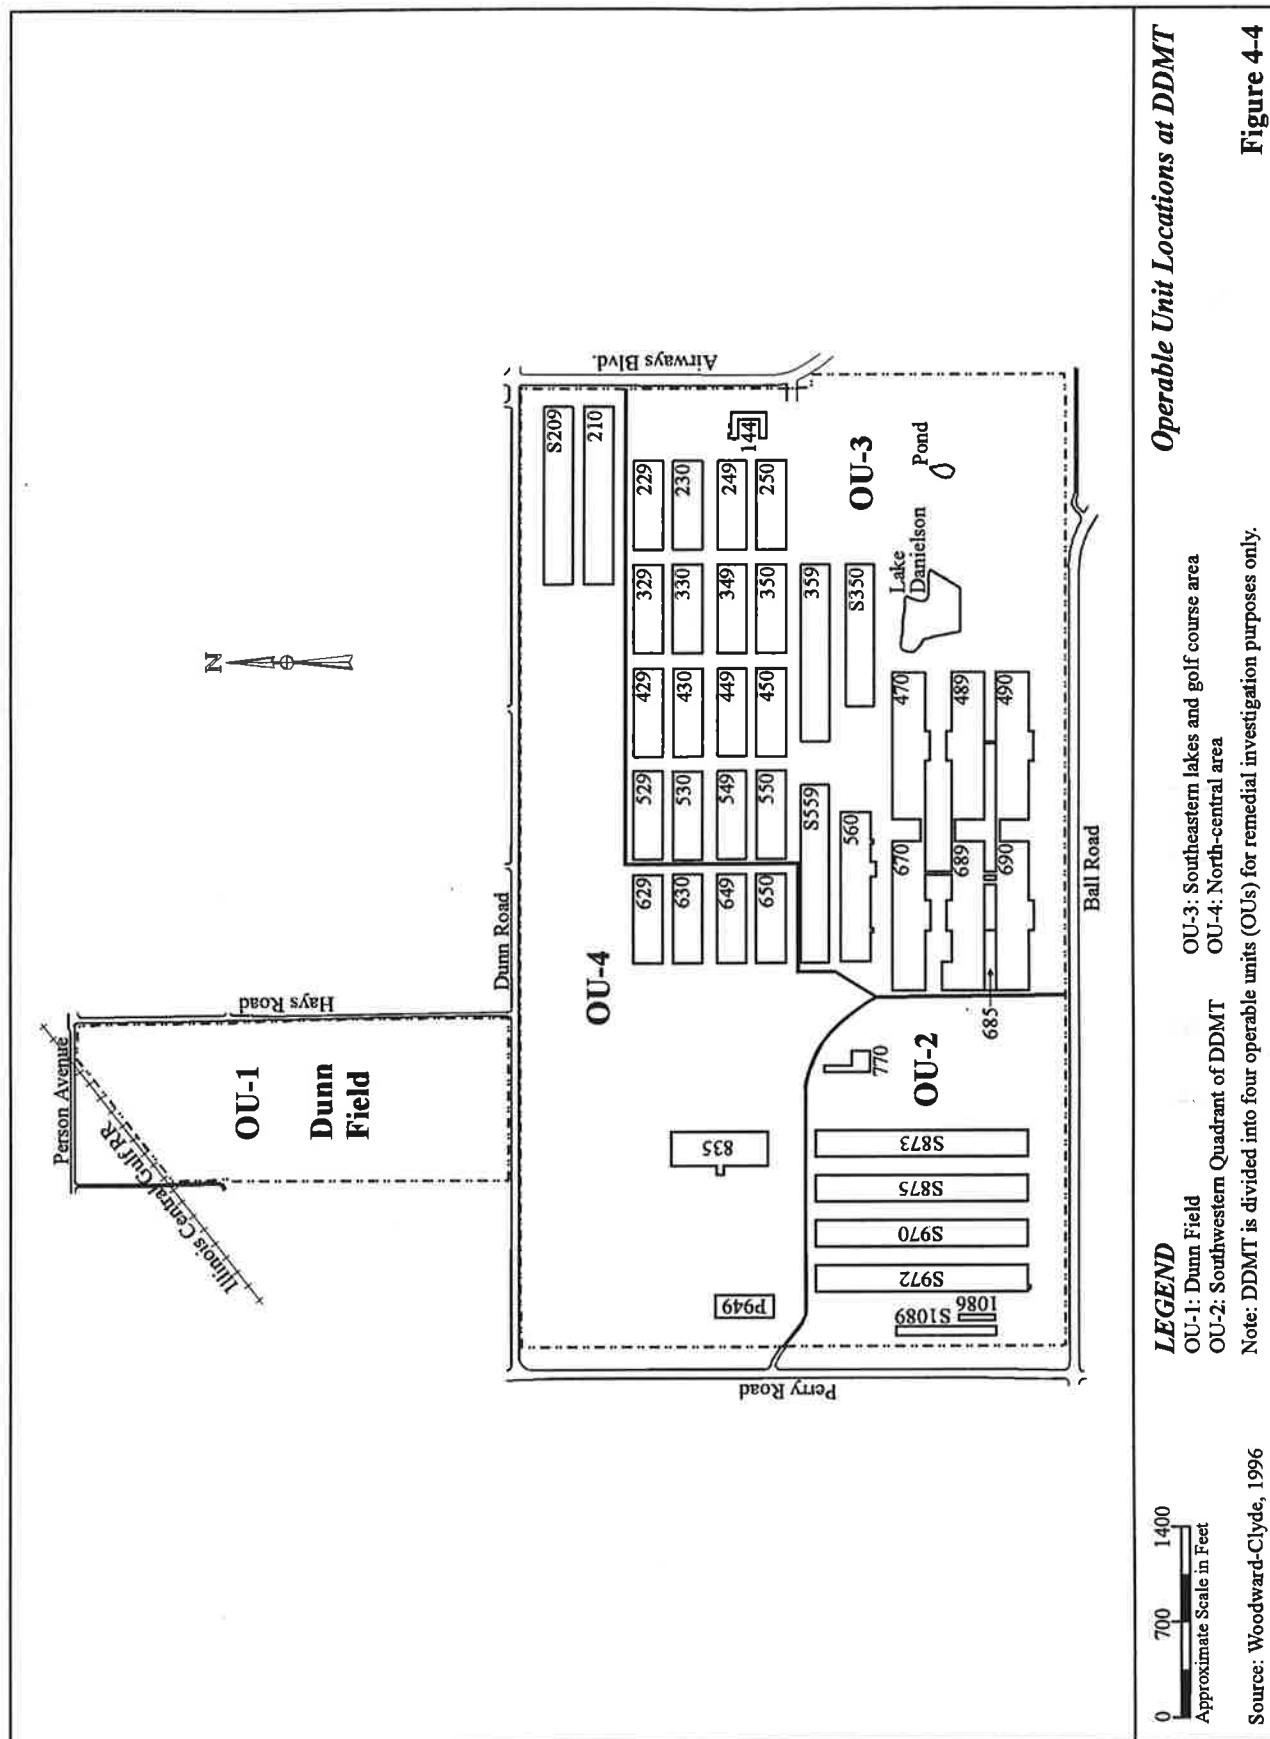 Person Avenue
Illinois Central Gulf RR
Hays Road
OU-1
Dunn
Field
N
Dunn Road
Airways Blvd.
Perry Road
Ball Road
OU-4
S209
210
629
529
429
329
229
630
530
430
330
230
649
549
449
349
249
144
650
550
450
350
250
835
P949
S559
359
560
S350
OU-3
Lake
Danielson
Pond
770
OU-2
S972
S970
S875
S873
S1089
1086
670
470
689
489
690
490
685
0 700 1400
Approximate Scale in Feet
Source: Woodward-Clyde, 1996
LEGEND
OU-1: Dunn Field
OU-2: Southwestern Quadrant of DDMT
OU-3: Southeastern lakes and golf course area
OU-4: North-central area
Note: DDMT is divided into four operable units (OUs) for remedial investigation purposes only.
Operable Unit Locations at DDMT
Figure 4-4